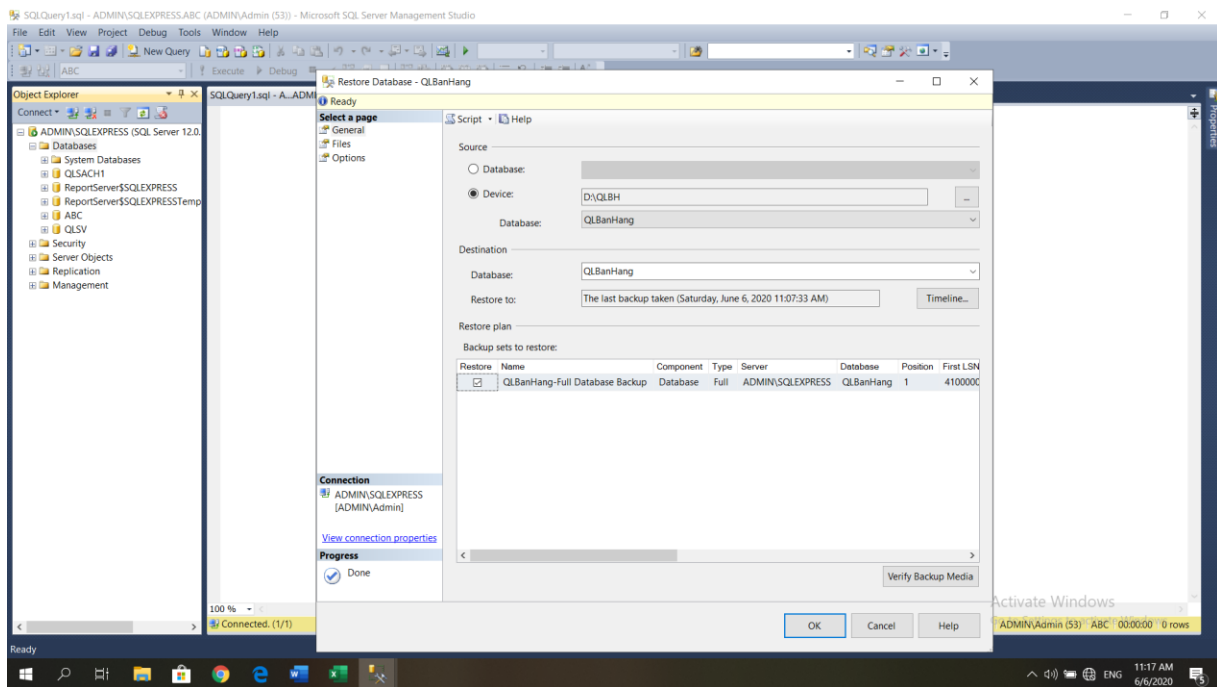 SQLQuery1.sql - ADMIN\SQLEXPRESS.ABC (ADMIN\Admin (53)) - Microsoft SQL Server Management Studio
File Edit View Project Debug Tools Window Help
New Query
ABC Execute Debug
Object Explorer
Connect
ADMIN\SQLEXPRESS (SQL Server 12.0.
Databases
System Databases
QLSACH1
ReportServer$SQLEXPRESS
ReportServer$SQLEXPRESSTemp
ABC
QLSV
Security
Server Objects
Replication
Management
SQLQuery1.sql - A...ADMI
Restore Database - QLBanHang
Ready
Select a page
General
Files
Options
Script Help
Source
Database:
Device: D:\QLBH ...
Database: QLBanHang
Destination
Database: QLBanHang
Restore to: The last backup taken (Saturday, June 6, 2020 11:07:33 AM) Timeline...
Restore plan
Backup sets to restore:
Restore Name Component Type Server Database Position First LSN
QLBanHang-Full Database Backup Database Full ADMIN\SQLEXPRESS QLBanHang 1 4100000
Connection
ADMIN\SQLEXPRESS
[ADMIN\Admin]
View connection properties
Progress
Done
Verify Backup Media
OK Cancel Help
Properties
Activate Windows
100 %
Connected. (1/1)
ADMIN\Admin (53) ABC 00:00:00 0 rows
Ready
ENG
11:17 AM
6/6/2020
5